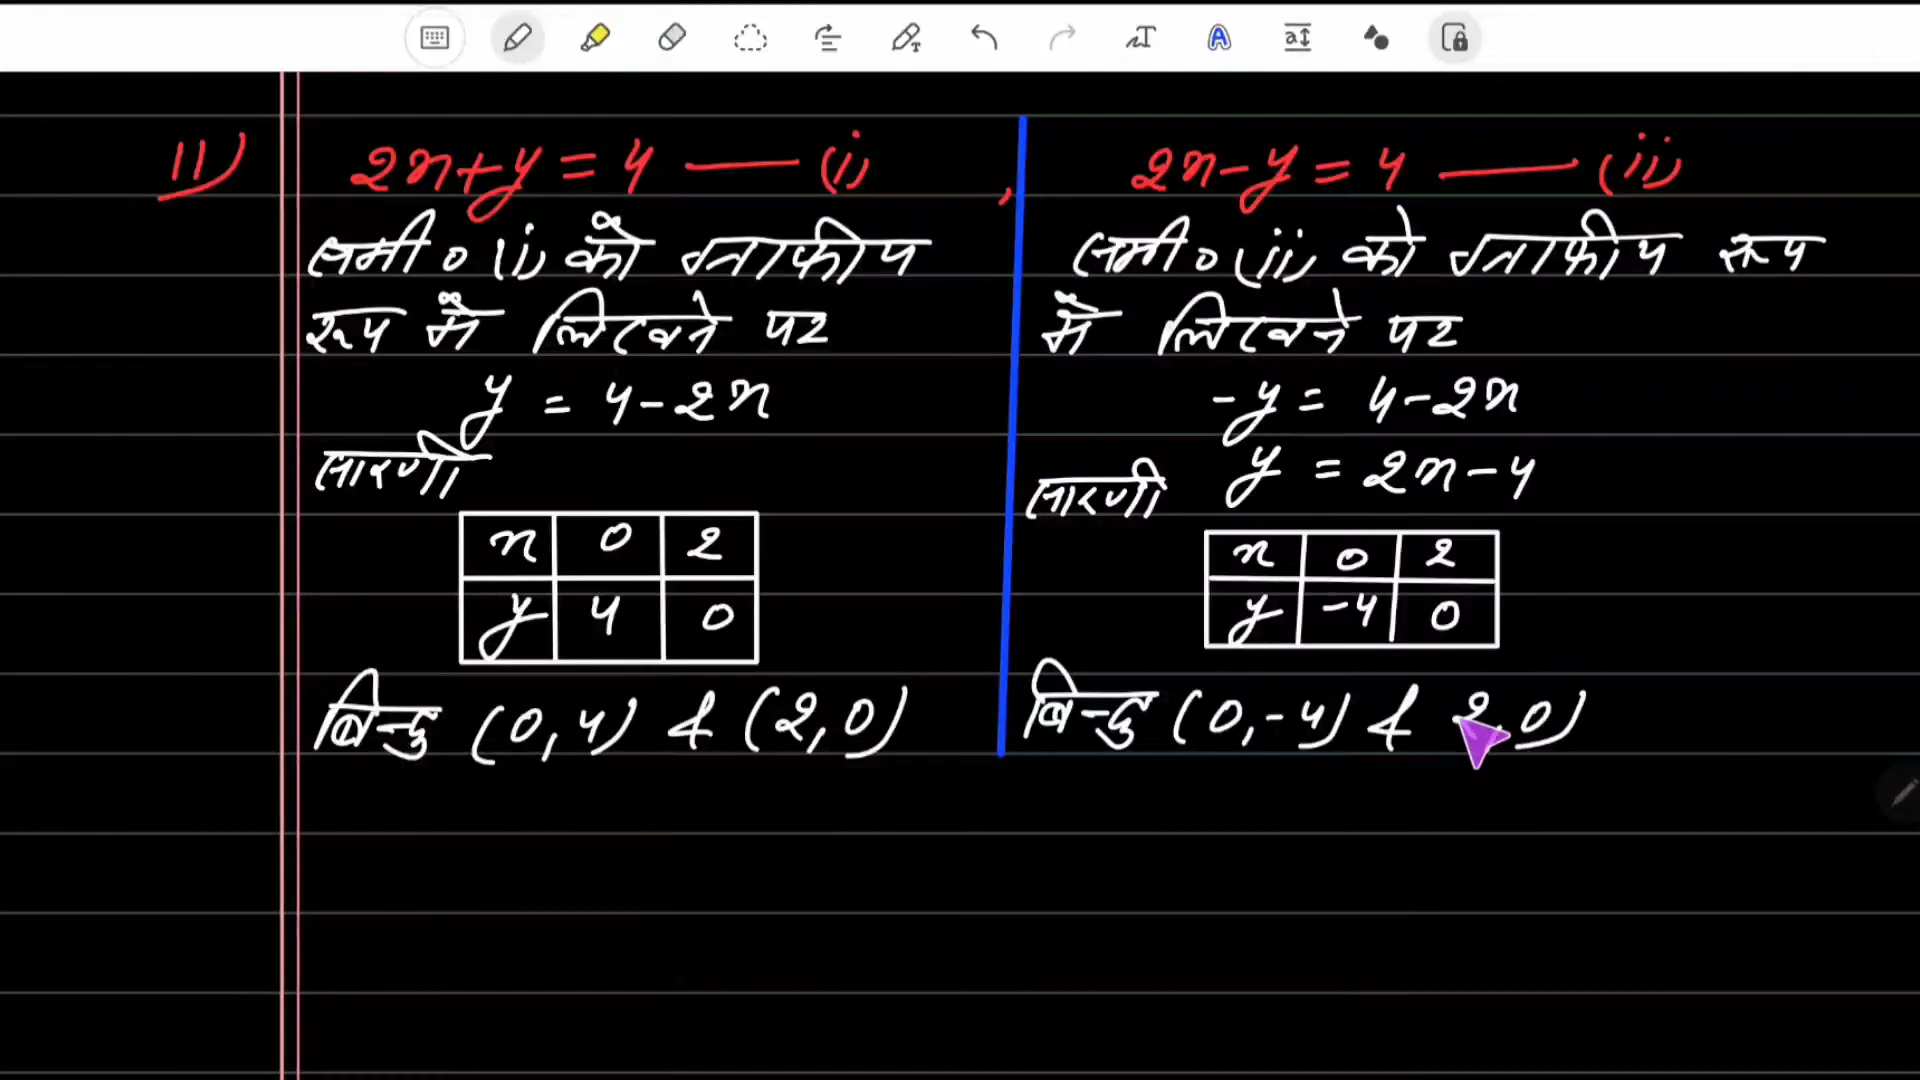 11)
2x+y=4 —— (i) ,
समी० (i) को ग्राफीय
रूप में लिखने पर
y = 4-2x
सारणी
x 0 2
y 4 0
बिन्दु (0,4) & (2,0)
2x-y=4 —— (ii)
समी० (ii) को ग्राफीय रूप
में लिखने पर
-y= 4-2x
y = 2x-4
सारणी
x 0 2
y -4 0
बिन्दु (0,-4) & 2,0)